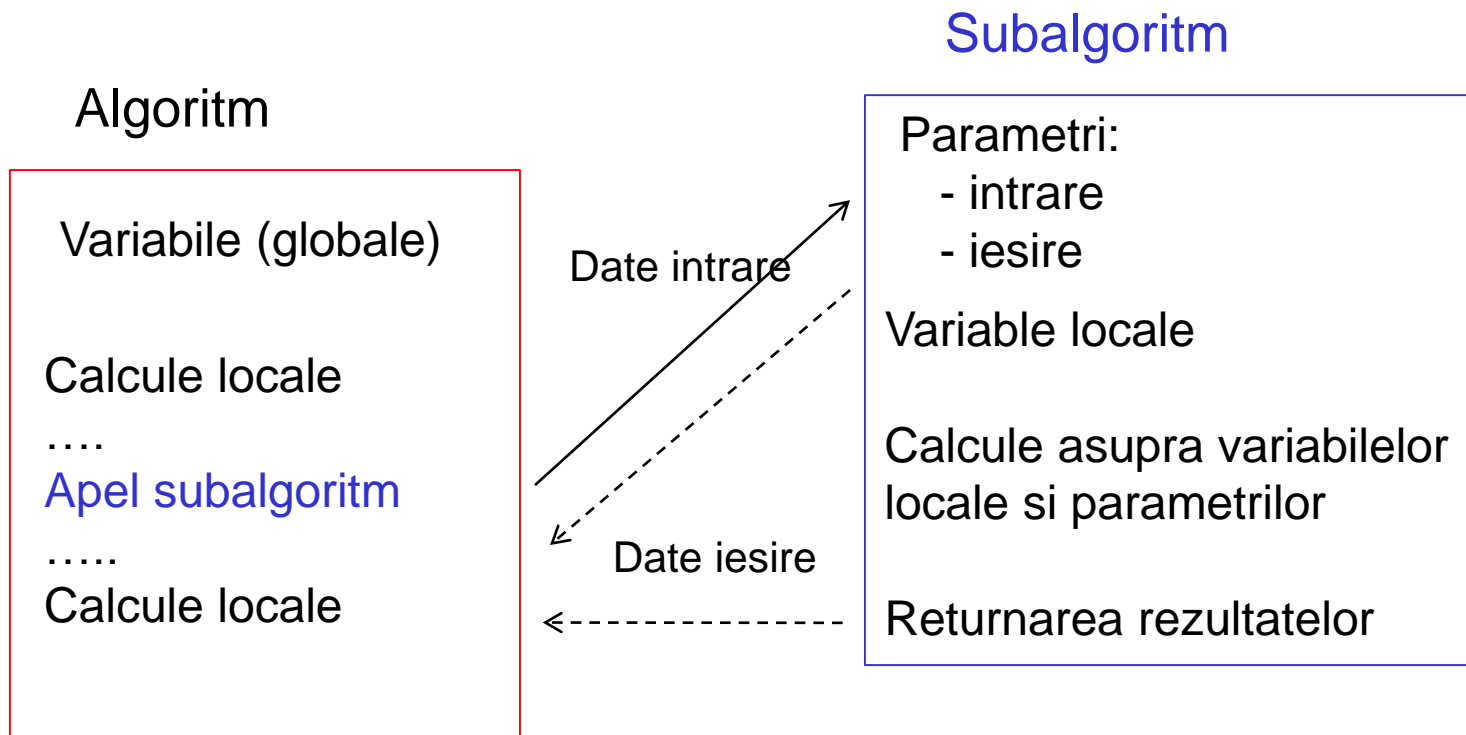 Subalgoritm
Algoritm
Variabile (globale)
Calcule locale
….
Apel subalgoritm
…..
Calcule locale
Date intrare
Date iesire
Parametri:
- intrare
- iesire
Variable locale
Calcule asupra variabilelor
locale si parametrilor
Returnarea rezultatelor